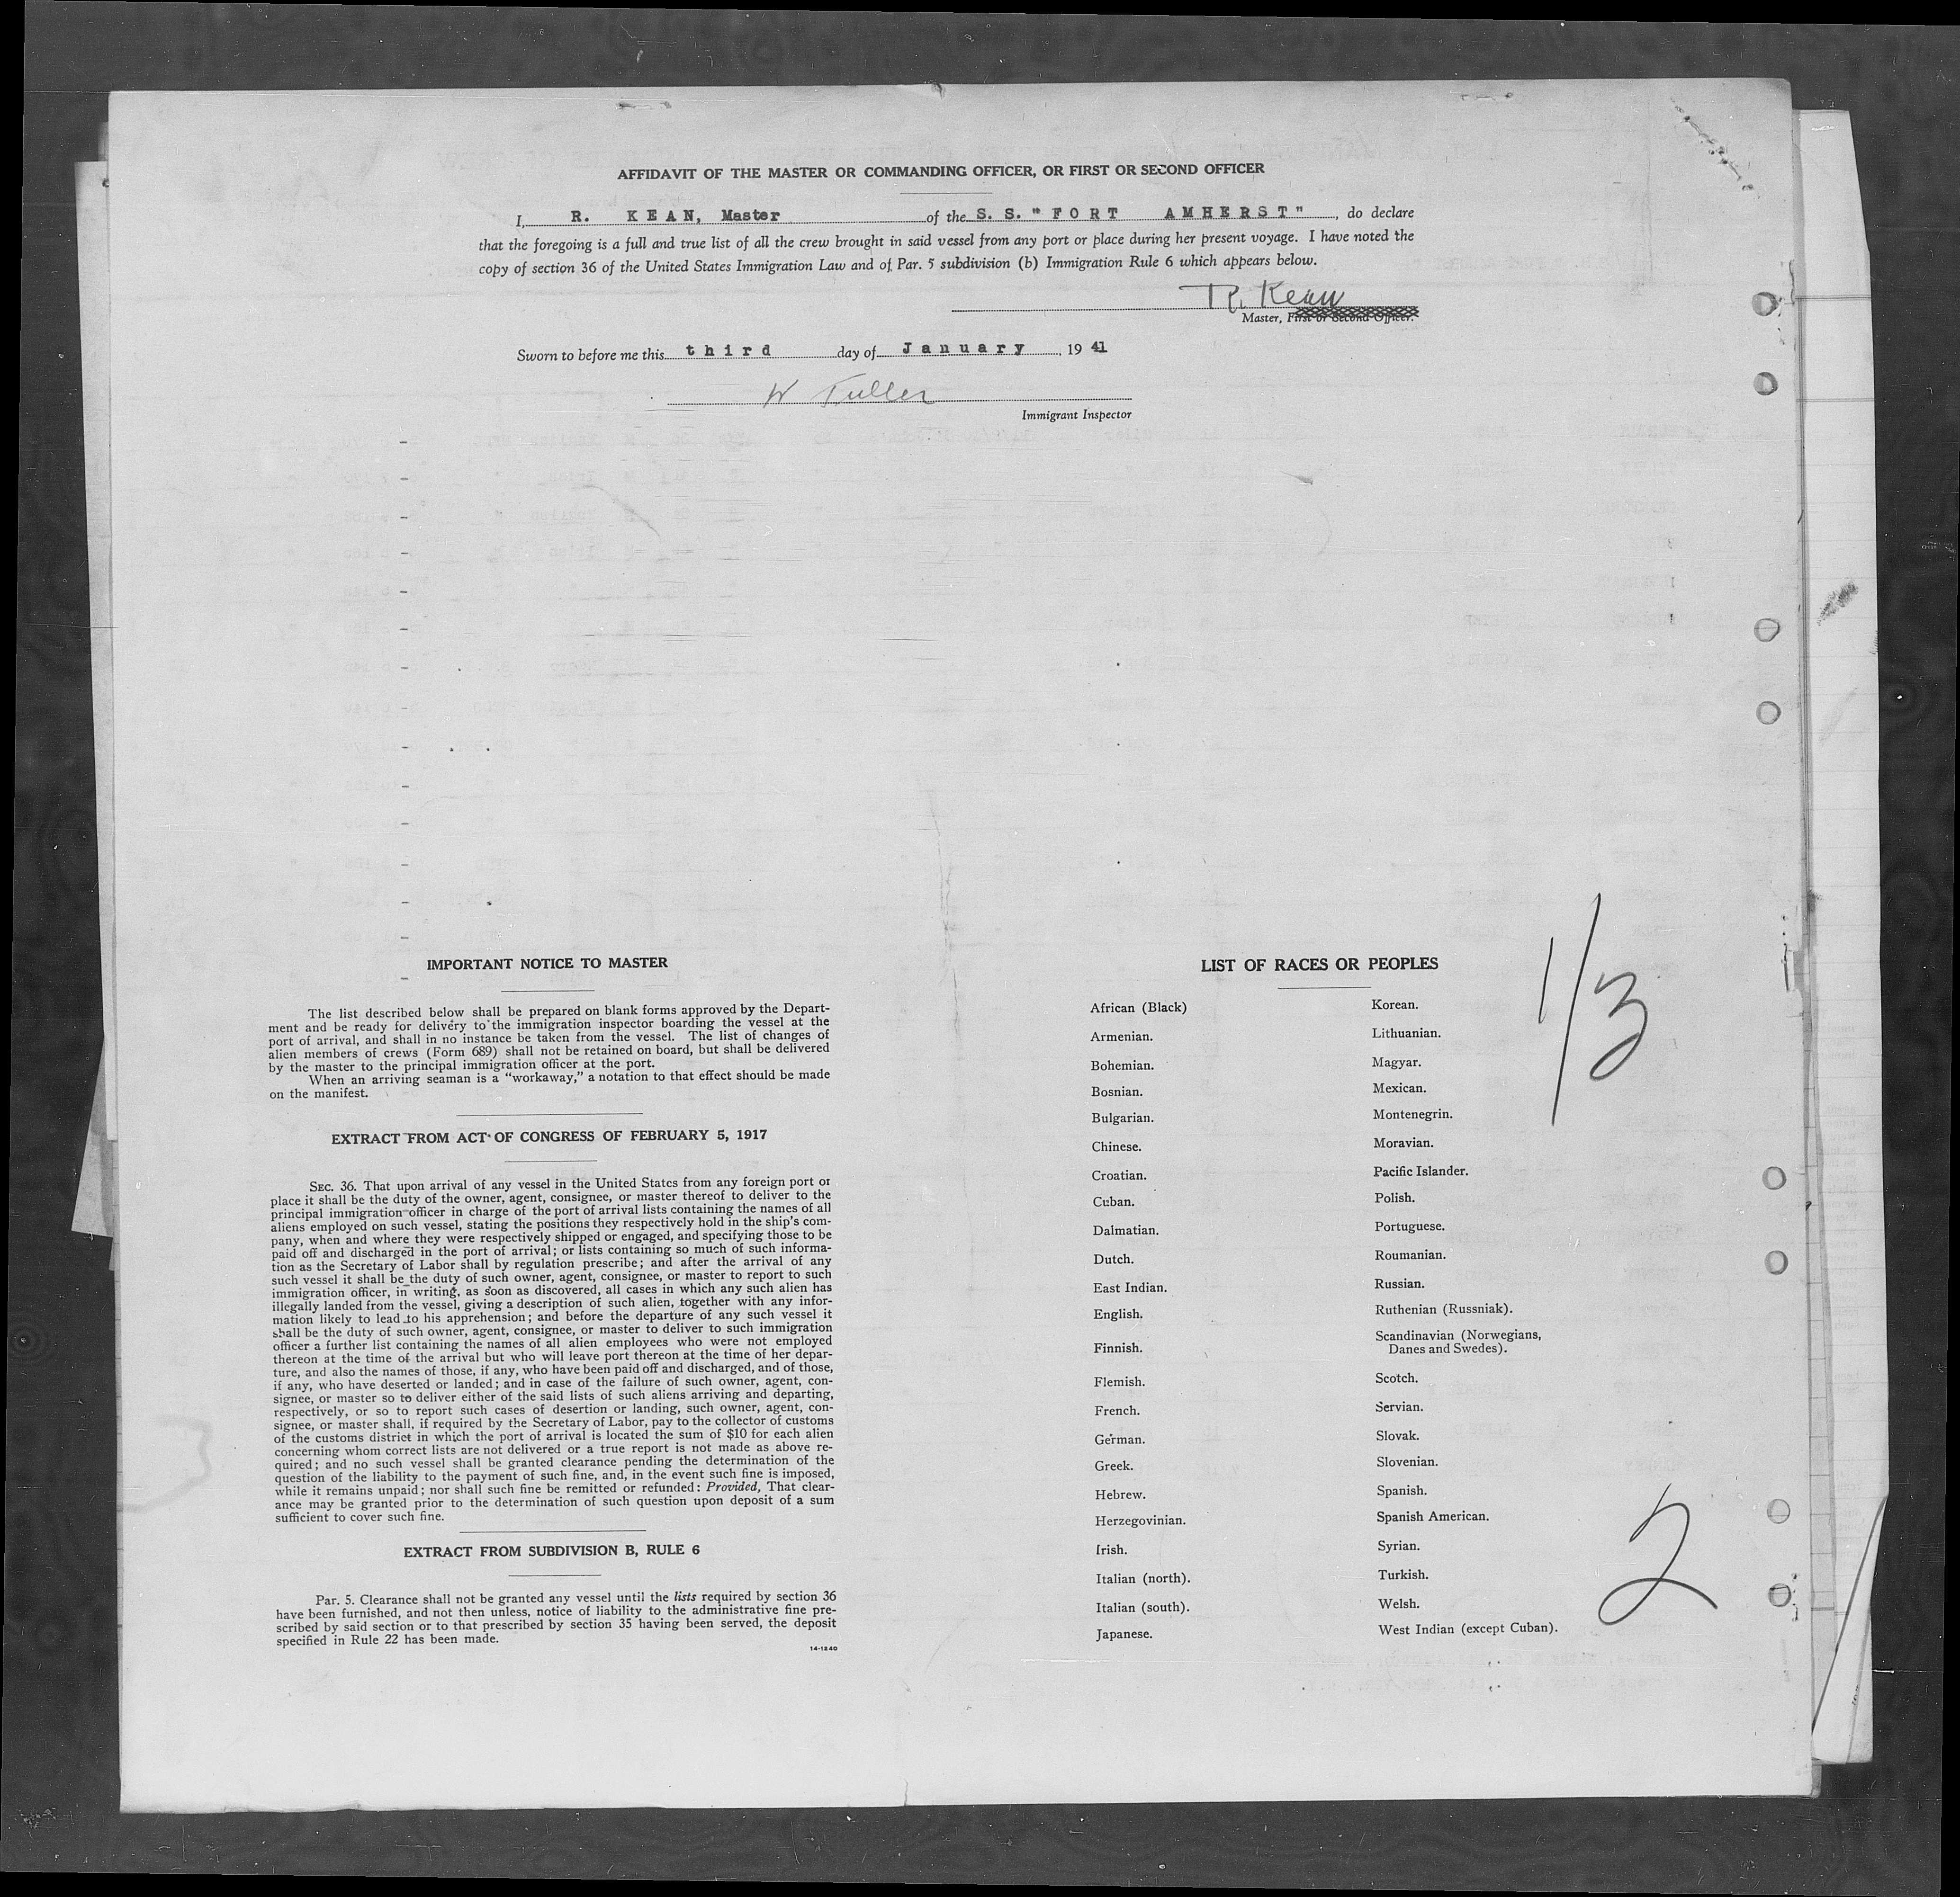 AFFIDAVIT OF THE MASTER OR COMMANDING OFFICER, OR FIRST OR SECOND OFFICER
I, R. KEAN, Master of the S. S. "FORT AMHERST", do declare
that the foregoing is a full and true list of all the crew brought in said vessel from any port or place during her present voyage. I have noted the
copy of section 36 of the United States Immigration Law and of Par. 5 subdivision (b) Immigration Rule 6 which appears below.
R. Kean
Master, First or Second Officer.
Sworn to before me this third day of January, 19 41
W Fuller
Immigrant Inspector
IMPORTANT NOTICE TO MASTER
The list described below shall be prepared on blank forms approved by the Depart-
ment and be ready for delivery to the immigration inspector boarding the vessel at the
port of arrival, and shall in no instance be taken from the vessel. The list of changes of
alien members of crews (Form 689) shall not be retained on board, but shall be delivered
by the master to the principal immigration officer at the port.
When an arriving seaman is a "workaway," a notation to that effect should be made
on the manifest.
EXTRACT FROM ACT OF CONGRESS OF FEBRUARY 5, 1917
SEC. 36. That upon arrival of any vessel in the United States from any foreign port or
place it shall be the duty of the owner, agent, consignee, or master thereof to deliver to the
principal immigration officer in charge of the port of arrival lists containing the names of all
aliens employed on such vessel, stating the positions they respectively hold in the ship's com-
pany, when and where they were respectively shipped or engaged, and specifying those to be
paid off and discharged in the port of arrival; or lists containing so much of such informa-
tion as the Secretary of Labor shall by regulation prescribe; and after the arrival of any
such vessel it shall be the duty of such owner, agent, consignee, or master to report to such
immigration officer, in writing, as soon as discovered, all cases in which any such alien has
illegally landed from the vessel, giving a description of such alien, together with any infor-
mation likely to lead to his apprehension; and before the departure of any such vessel it
shall be the duty of such owner, agent, consignee, or master to deliver to such immigration
officer a further list containing the names of all alien employees who were not employed
thereon at the time of the arrival but who will leave port thereon at the time of her depar-
ture, and also the names of those, if any, who have been paid off and discharged, and of those,
if any, who have deserted or landed; and in case of the failure of such owner, agent, con-
signee, or master so to deliver either of the said lists of such aliens arriving and departing,
respectively, or so to report such cases of desertion or landing, such owner, agent, con-
signee, or master shall, if required by the Secretary of Labor, pay to the collector of customs
of the customs district in which the port of arrival is located the sum of $10 for each alien
concerning whom correct lists are not delivered or a true report is not made as above re-
quired; and no such vessel shall be granted clearance pending the determination of the
question of the liability to the payment of such fine, and, in the event such fine is imposed,
while it remains unpaid; nor shall such fine be remitted or refunded: Provided, That clear-
ance may be granted prior to the determination of such question upon deposit of a sum
sufficient to cover such fine.
EXTRACT FROM SUBDIVISION B, RULE 6
Par. 5. Clearance shall not be granted any vessel until the lists required by section 36
have been furnished, and not then unless, notice of liability to the administrative fine pre-
scribed by said section or to that prescribed by section 35 having been served, the deposit
specified in Rule 22 has been made.
14-1240
LIST OF RACES OR PEOPLES
African (Black)
Armenian.
Bohemian.
Bosnian.
Bulgarian.
Chinese.
Croatian.
Cuban.
Dalmatian.
Dutch.
East Indian.
English.
Finnish.
Flemish.
French.
German.
Greek.
Hebrew.
Herzegovinian.
Irish.
Italian (north).
Italian (south).
Japanese.
Korean.
Lithuanian.
Magyar.
Mexican.
Montenegrin.
Moravian.
Pacific Islander.
Polish.
Portuguese.
Roumanian.
Russian.
Ruthenian (Russniak).
Scandinavian (Norwegians,
Danes and Swedes).
Scotch.
Servian.
Slovak.
Slovenian.
Spanish.
Spanish American.
Syrian.
Turkish.
Welsh.
West Indian (except Cuban).
1/3
2